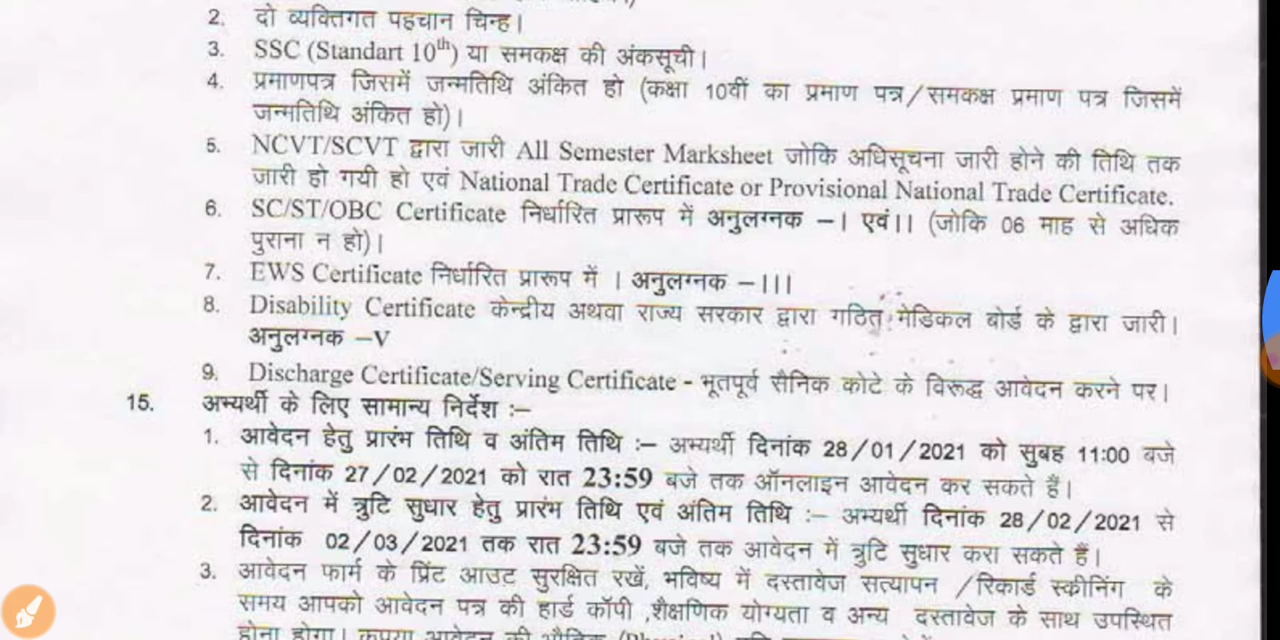 2. दो व्यक्तिगत पहचान चिन्ह।
3. SSC (Standart 10th) या समकक्ष की अंकसूची।
4. प्रमाणपत्र जिसमें जन्मतिथि अंकित हो (कक्षा 10वीं का प्रमाण पत्र/समकक्ष प्रमाण पत्र जिसमें
जन्मतिथि अंकित हो)।
5. NCVT/SCVT द्वारा जारी All Semester Marksheet जोकि अधिसूचना जारी होने की तिथि तक
जारी हो गयी हो एवं National Trade Certificate or Provisional National Trade Certificate.
6. SC/ST/OBC Certificate निर्धारित प्रारूप में अनुलग्नक –। एवं।। (जोकि 06 माह से अधिक
पुराना न हो)।
7. EWS Certificate निर्धारित प्रारूप में । अनुलग्नक –।।।
8. Disability Certificate केन्द्रीय अथवा राज्य सरकार द्वारा गठित मेडिकल बोर्ड के द्वारा जारी।
अनुलग्नक –V
9. Discharge Certificate/Serving Certificate - भूतपूर्व सैनिक कोटे के विरूद्ध आवेदन करने पर।
15. अभ्यर्थी के लिए सामान्य निर्देश :–
1. आवेदन हेतु प्रारंभ तिथि व अंतिम तिथि :– अभ्यर्थी दिनांक 28/01/2021 को सुबह 11:00 बजे
से दिनांक 27/02/2021 को रात 23:59 बजे तक ऑनलाइन आवेदन कर सकते हैं।
2. आवेदन में त्रुटि सुधार हेतु प्रारंभ तिथि एवं अंतिम तिथि :– अभ्यर्थी दिनांक 28/02/2021 से
दिनांक 02/03/2021 तक रात 23:59 बजे तक आवेदन में त्रुटि सुधार करा सकते हैं।
3. आवेदन फार्म के प्रिंट आउट सुरक्षित रखें, भविष्य में दस्तावेज सत्यापन /रिकार्ड स्कीनिंग के
समय आपको आवेदन पत्र की हार्ड कॉपी ,शैक्षणिक योग्यता व अन्य दस्तावेज के साथ उपस्थित
होना होगा। कृपया आवेदन की